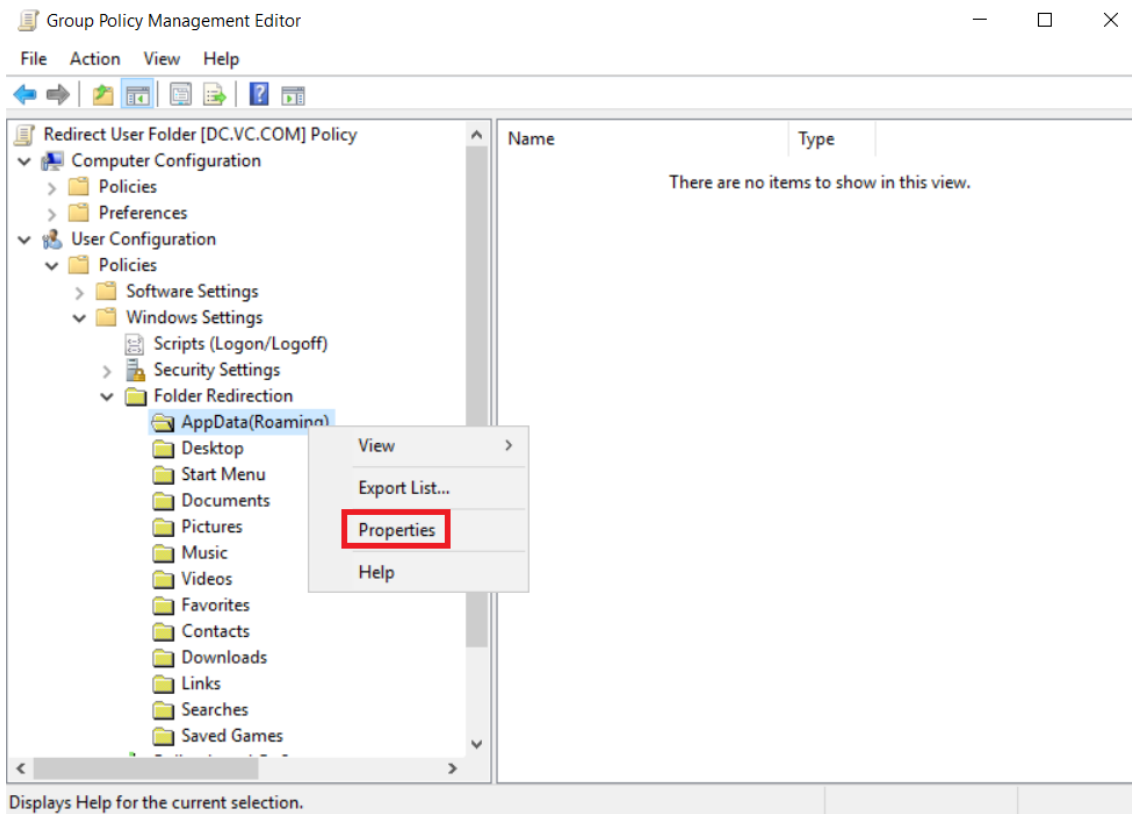 Group Policy Management Editor
File Action View Help
Redirect User Folder [DC.VC.COM] Policy
Computer Configuration
Policies
Preferences
User Configuration
Policies
Software Settings
Windows Settings
Scripts (Logon/Logoff)
Security Settings
Folder Redirection
AppData(Roaming)
Desktop
Start Menu
Documents
Pictures
Music
Videos
Favorites
Contacts
Downloads
Links
Searches
Saved Games
View
Export List...
Properties
Help
Name Type
There are no items to show in this view.
Displays Help for the current selection.